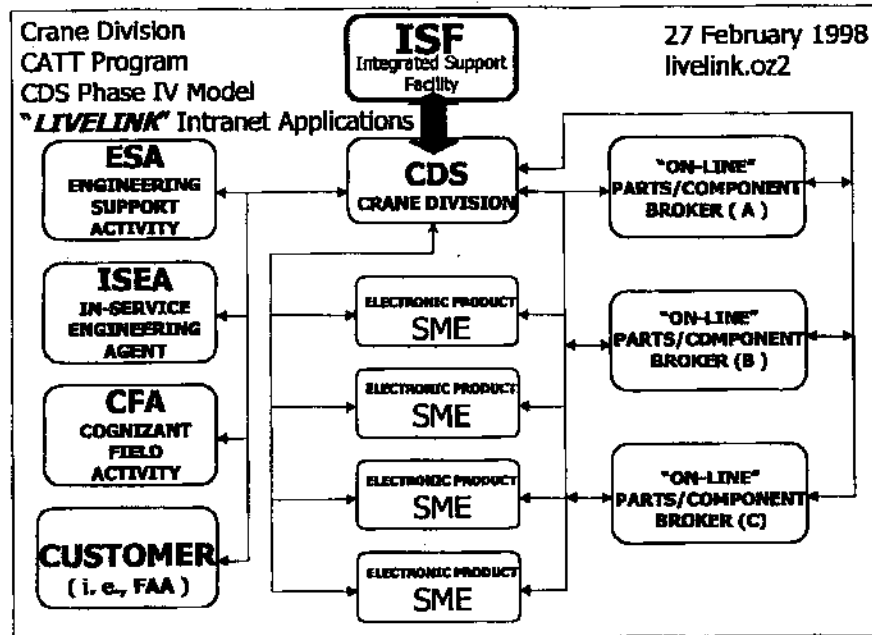 Crane Division
CATT Program
CDS Phase IV Model
"LIVELINK" Intranet Applications
ISF
Integrated Support
Facility
27 February 1998
livelink.oz2
ESA
ENGINEERING
SUPPORT
ACTIVITY
CDS
CRANE DIVISION
"ON-LINE"
PARTS/COMPONENT
BROKER ( A )
ISEA
IN-SERVICE
ENGINEERING
AGENT
ELECTRONIC PRODUCT
SME
"ON-LINE"
PARTS/COMPONENT
BROKER (B )
CFA
COGNIZANT
FIELD
ACTIVITY
ELECTRONIC PRODUCT
SME
ELECTRONIC PRODUCT
SME
"ON-LINE"
PARTS/COMPONENT
BROKER (C)
CUSTOMER
( i. e., FAA )
ELECTRONIC PRODUCT
SME